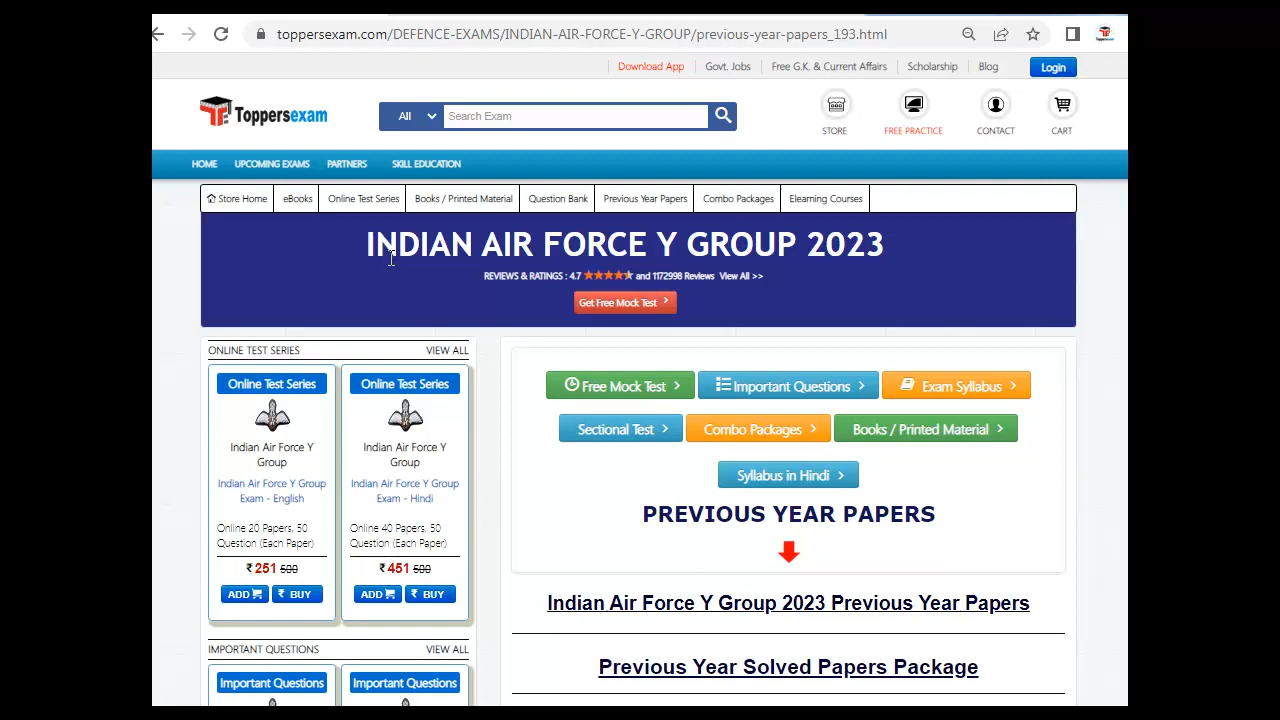 toppersexam.com/DEFENCE-EXAMS/INDIAN-AIR-FORCE-Y-GROUP/previous-year-papers_193.html
Download App Govt. Jobs Free G.K. & Current Affairs Scholarship Blog Login
Toppersexam
All Search Exam
STORE FREE PRACTICE CONTACT CART
HOME UPCOMING EXAMS PARTNERS SKILL EDUCATION
Store Home eBooks Online Test Series Books / Printed Material Question Bank Previous Year Papers Combo Packages Elearning Courses
INDIAN AIR FORCE Y GROUP 2023
REVIEWS & RATINGS : 4.7 and 1172998 Reviews View All >>
Get Free Mock Test
ONLINE TEST SERIES VIEW ALL
Online Test Series
Indian Air Force Y
Group
Indian Air Force Y Group
Exam - English
Online 20 Papers, 50
Question (Each Paper)
₹ 251 500
ADD ₹ BUY
Online Test Series
Indian Air Force Y
Group
Indian Air Force Y Group
Exam - Hindi
Online 40 Papers, 50
Question (Each Paper)
₹ 451 500
ADD ₹ BUY
IMPORTANT QUESTIONS VIEW ALL
Important Questions Important Questions
Free Mock Test Important Questions Exam Syllabus
Sectional Test Combo Packages Books / Printed Material
Syllabus in Hindi
PREVIOUS YEAR PAPERS
Indian Air Force Y Group 2023 Previous Year Papers
Previous Year Solved Papers Package